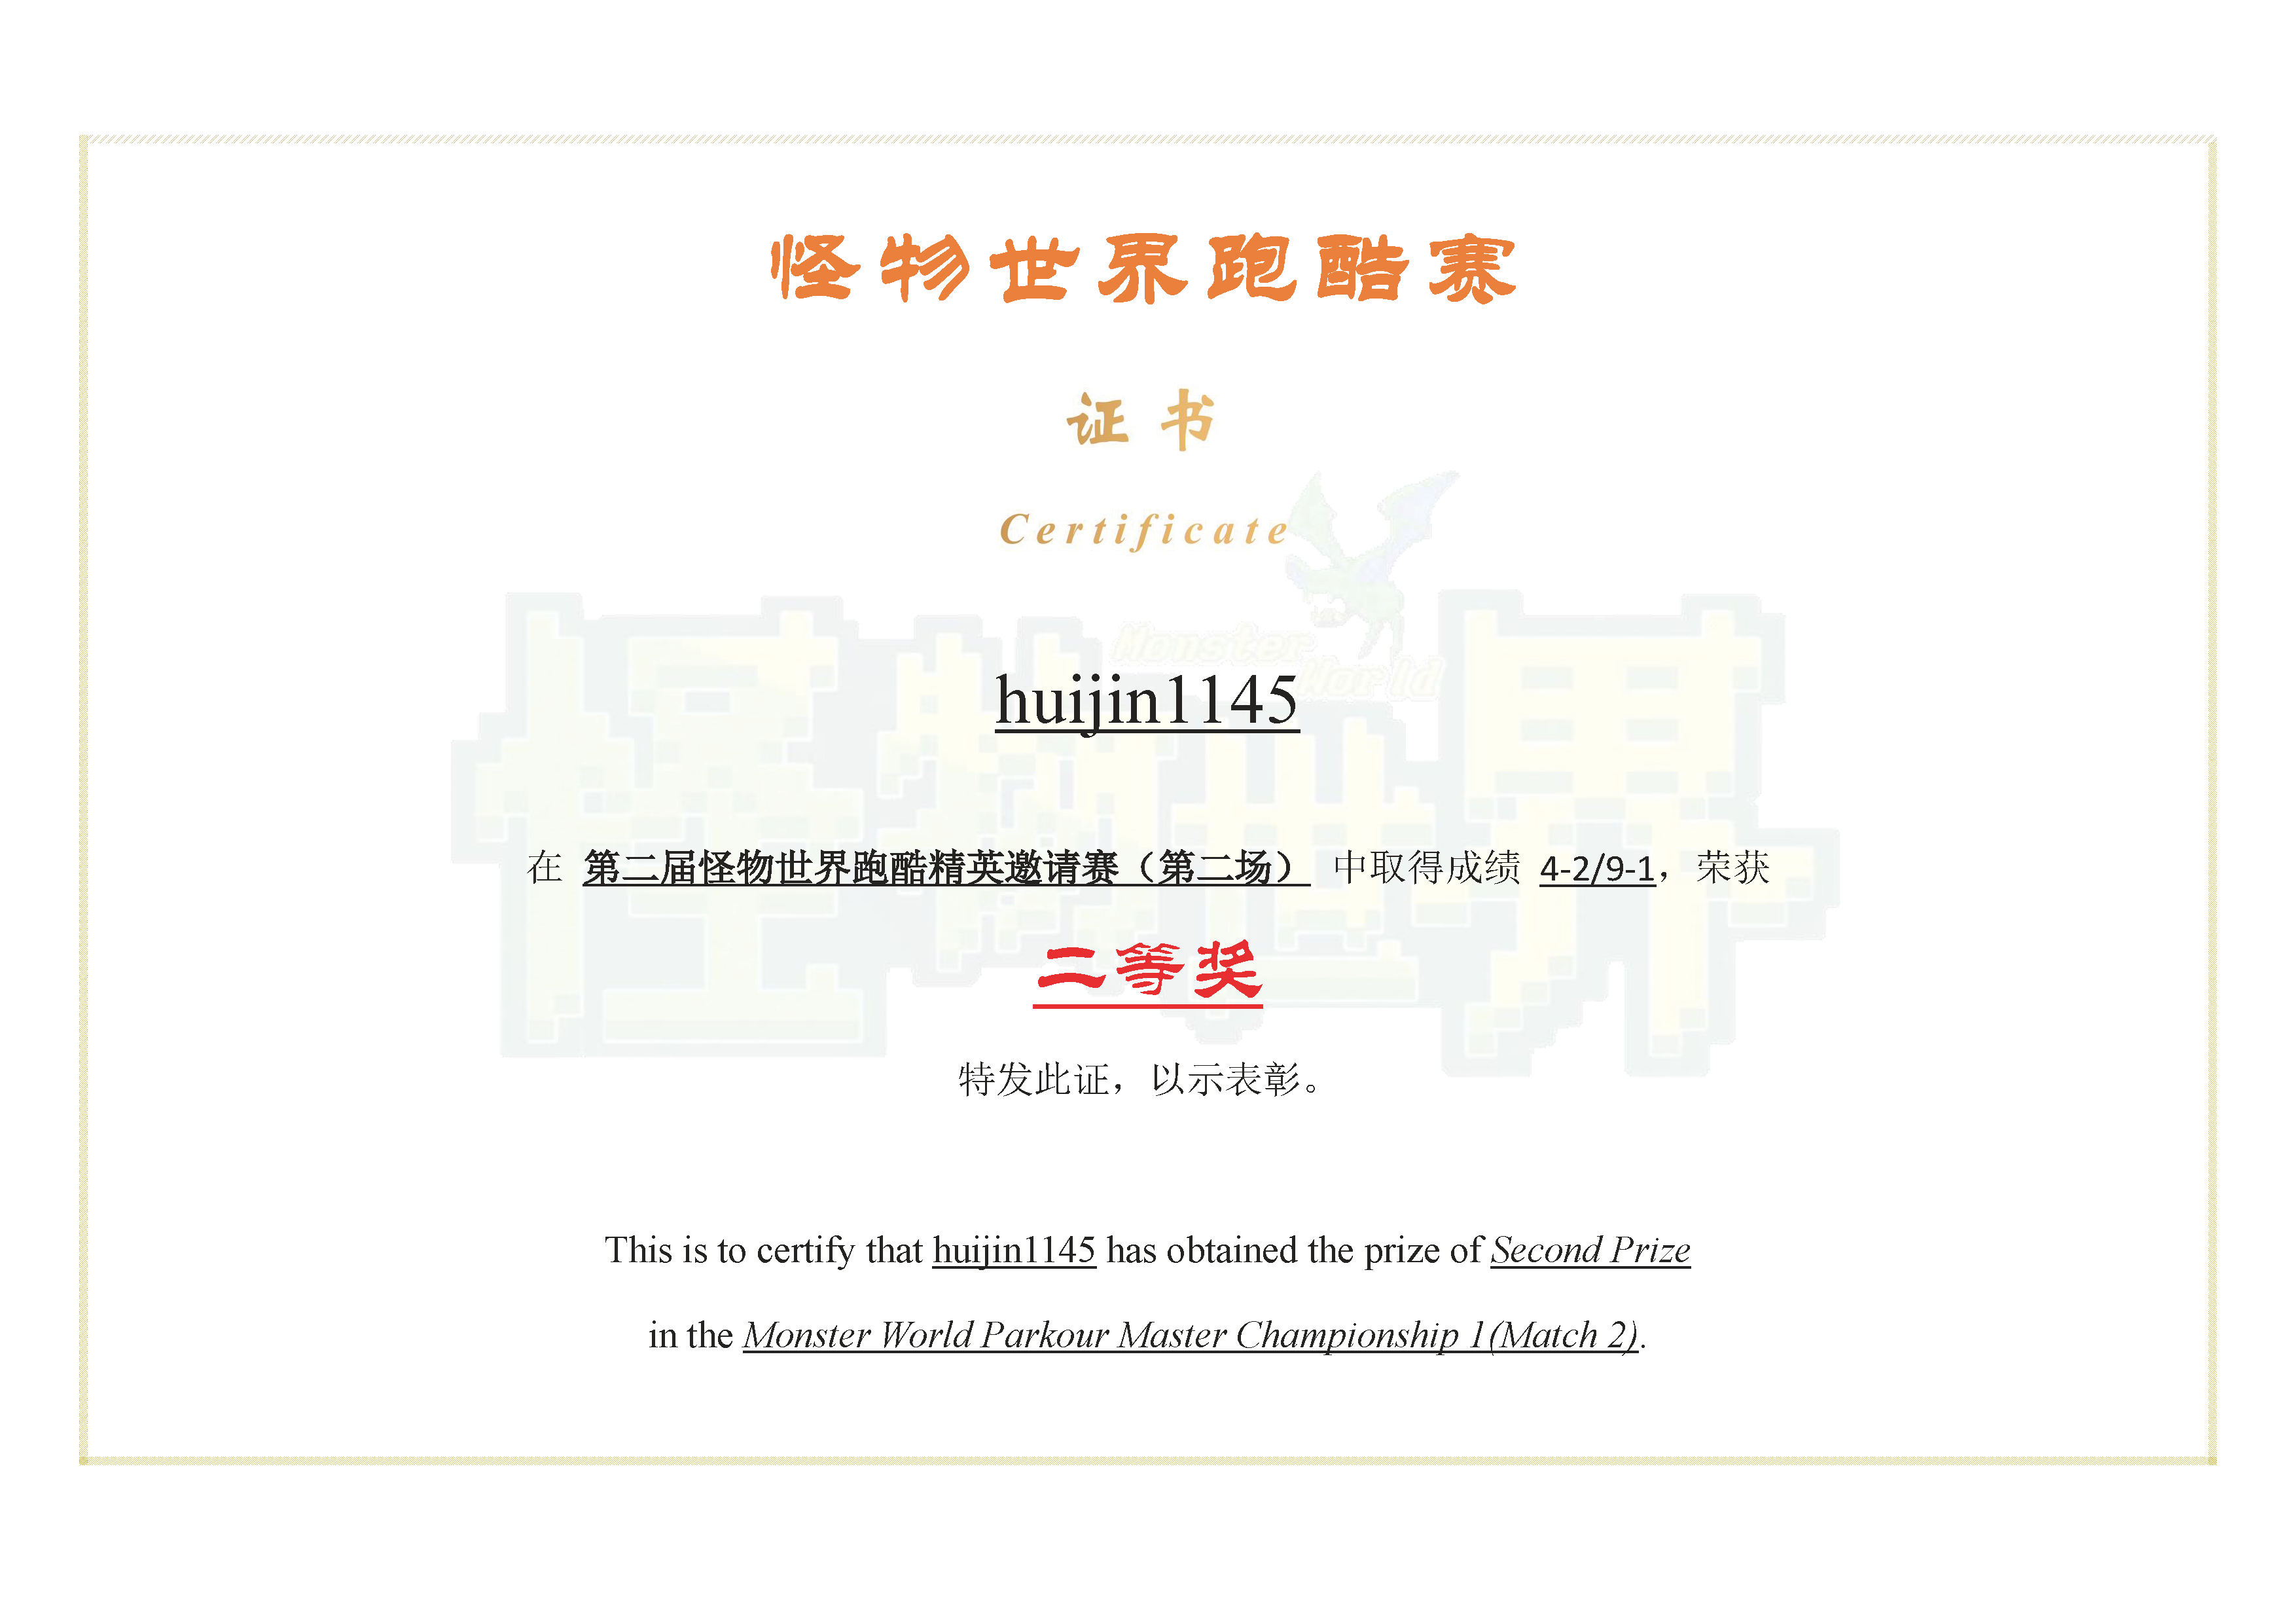 怪物世界跑酷赛
证书
Certificate
Monster
World
怪物世界
huijin1145
在 第二届怪物世界跑酷精英邀请赛（第二场） 中取得成绩 4-2/9-1，荣获
二等奖
特发此证，以示表彰。
This is to certify that huijin1145 has obtained the prize of Second Prize
in the Monster World Parkour Master Championship 1(Match 2).